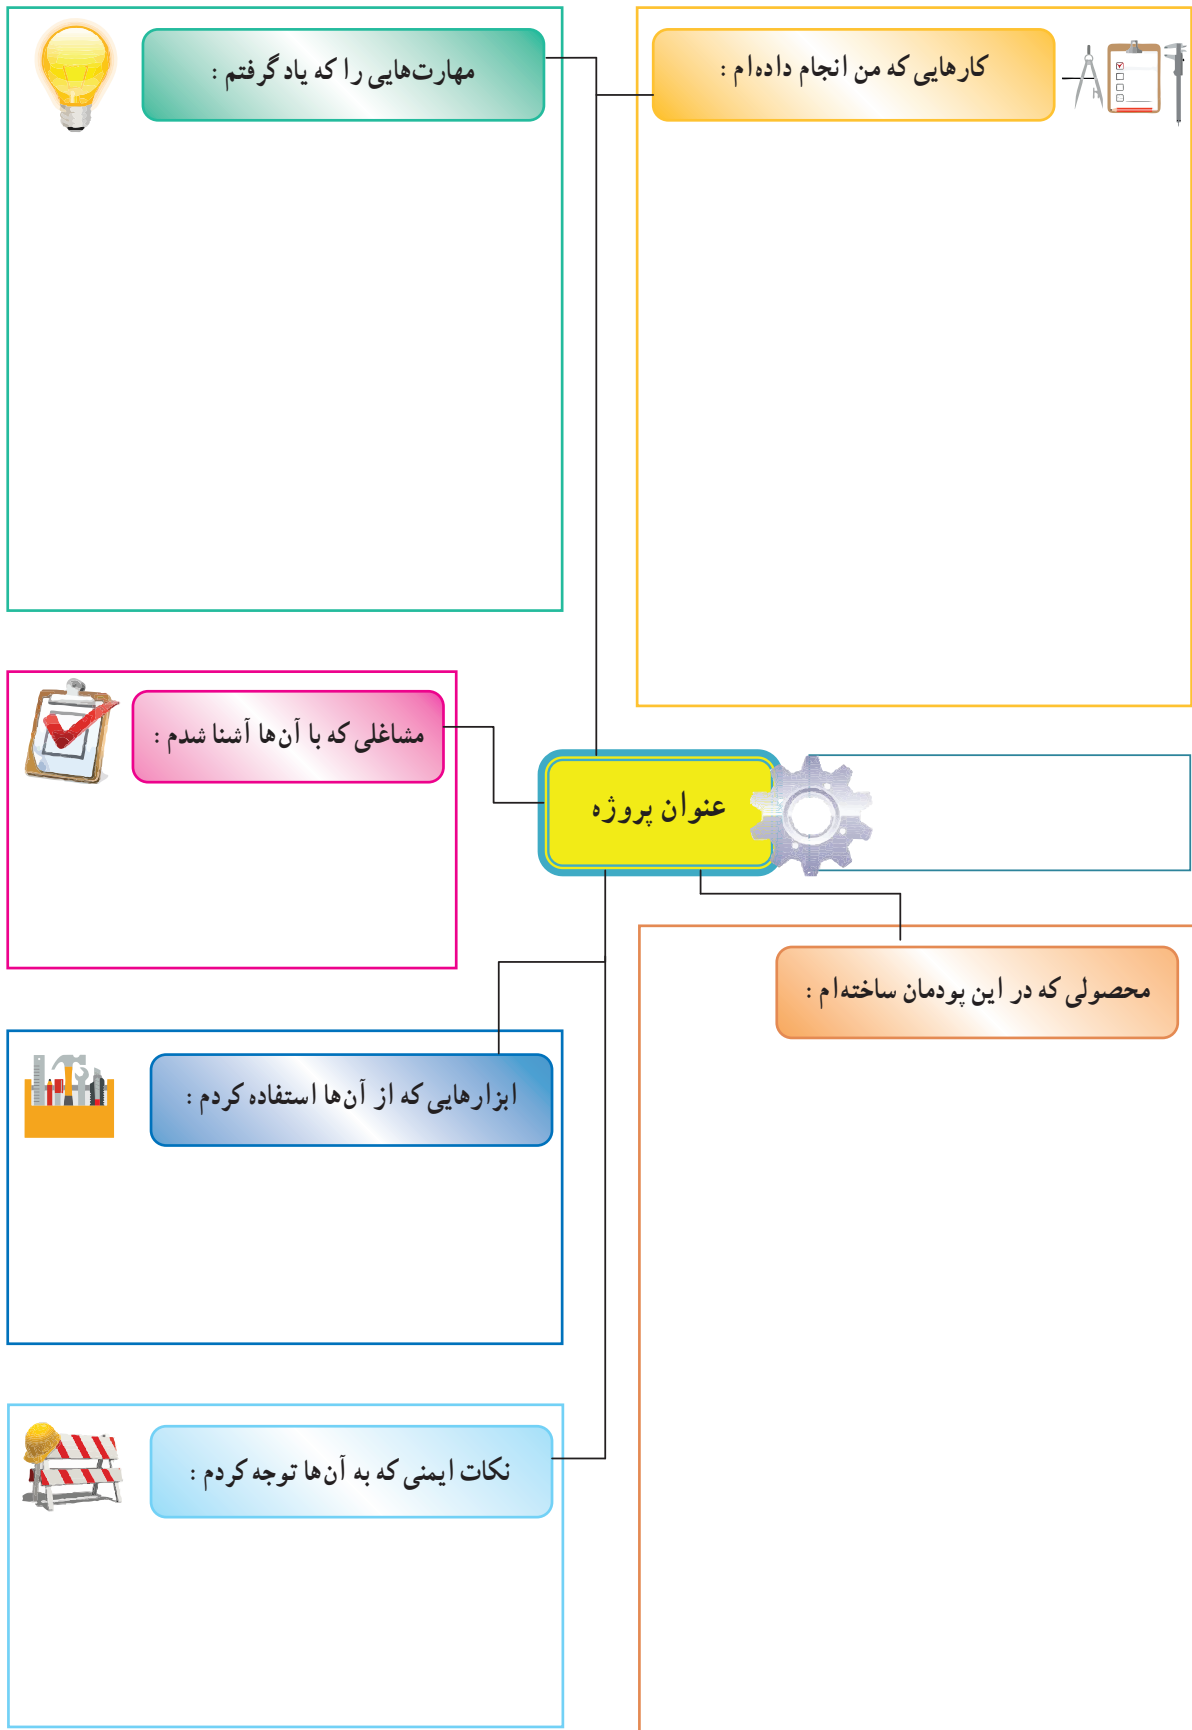 کارهایی که من انجام داده‌ام :
مهارت‌هایی را که یاد گرفتم :
مشاغلی که با آن‌ها آشنا شدم :
عنوان پروژه
محصولی که در این پودمان ساخته‌ام :
ابزارهایی که از آن‌ها استفاده کردم :
نکات ایمنی که به آن‌ها توجه کردم :